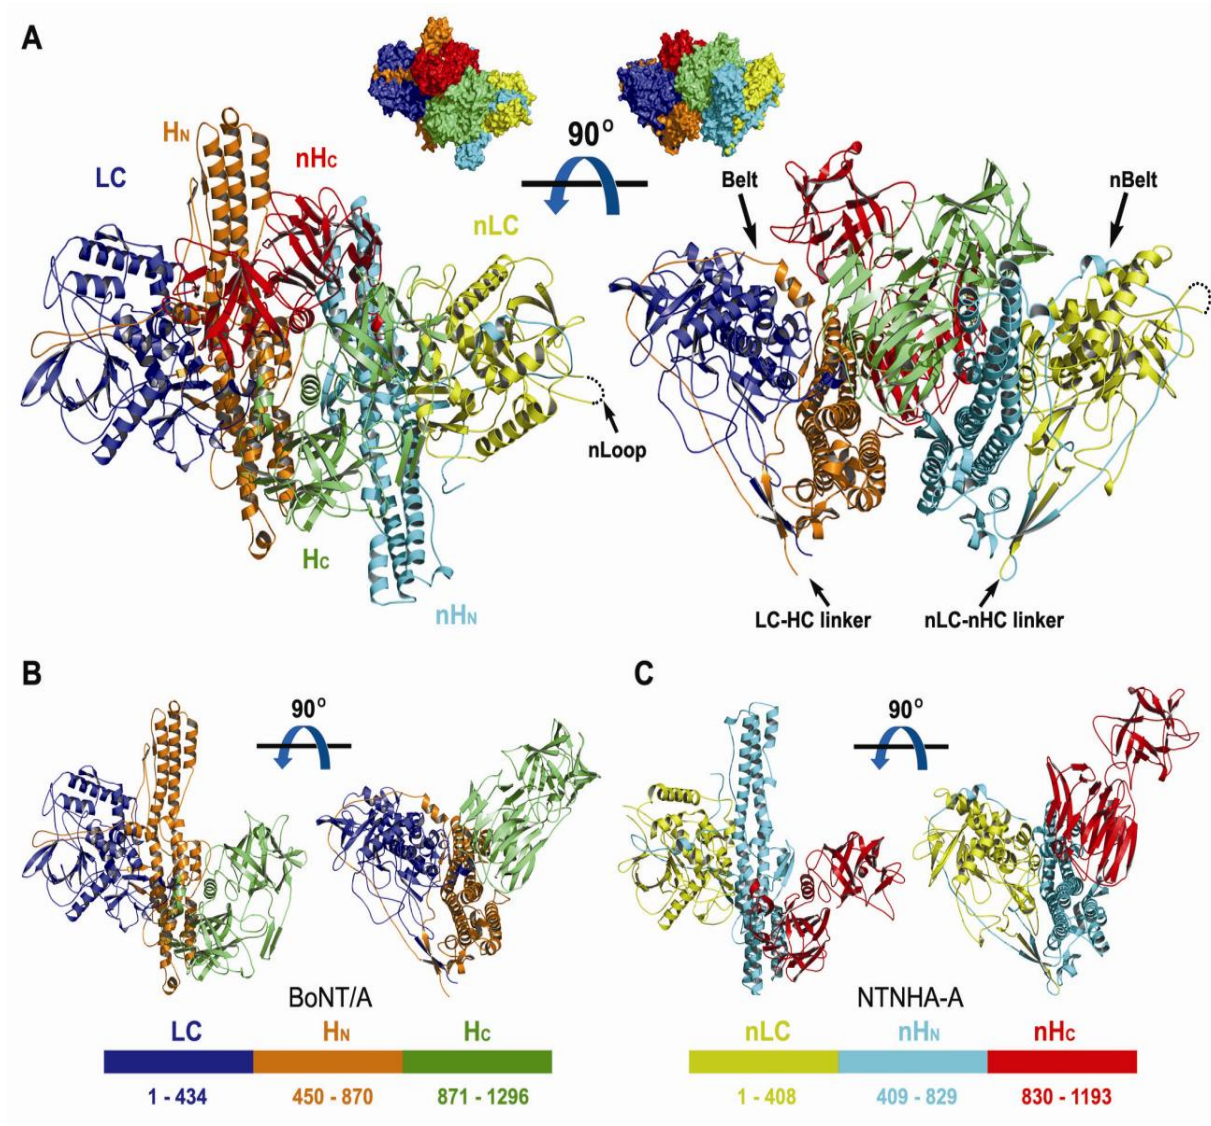 A
HN
LC
nHC
nLC
90°
Belt
nBelt
nLoop
HC
nHN
LC-HC linker
nLC-nHC linker
B
90°
BoNT/A
LC HN HC
1 - 434 450 - 870 871 - 1296
C
90°
NTNHA-A
nLC nHN nHC
1 - 408 409 - 829 830 - 1193